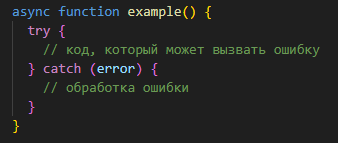 async function example() {
  try {
    // код, который может вызвать ошибку
  } catch (error) {
    // обработка ошибки
  }
}